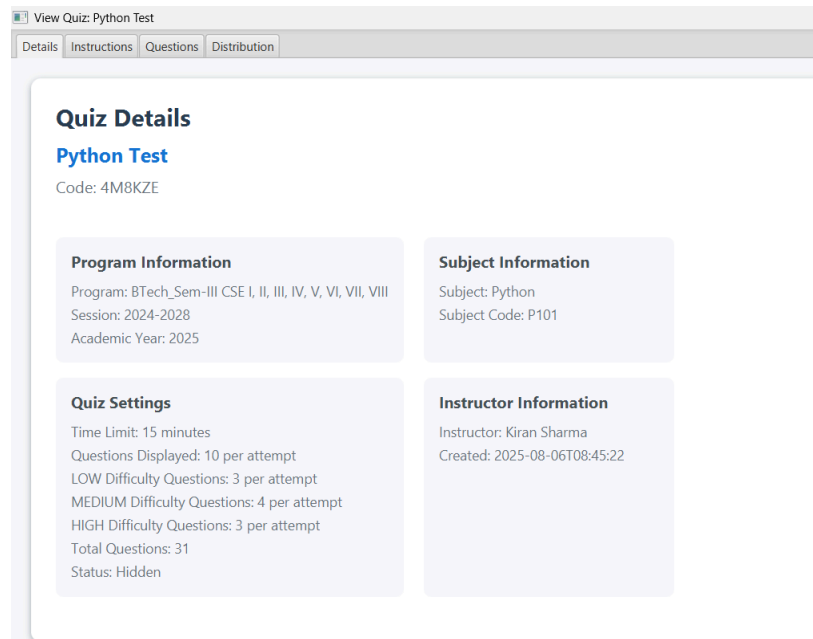 View Quiz: Python Test
Details Instructions Questions Distribution
Quiz Details
Python Test
Code: 4M8KZE
Program Information
Program: BTech_Sem-III CSE I, II, III, IV, V, VI, VII, VIII
Session: 2024-2028
Academic Year: 2025
Subject Information
Subject: Python
Subject Code: P101
Quiz Settings
Time Limit: 15 minutes
Questions Displayed: 10 per attempt
LOW Difficulty Questions: 3 per attempt
MEDIUM Difficulty Questions: 4 per attempt
HIGH Difficulty Questions: 3 per attempt
Total Questions: 31
Status: Hidden
Instructor Information
Instructor: Kiran Sharma
Created: 2025-08-06T08:45:22